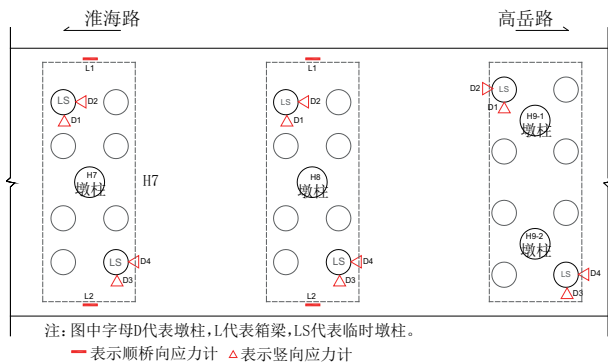 淮海路 高岳路
L1 L1
LS D2 LS D2 D2 LS
D1 D1 D1 H9-1
墩柱
H7 H8
墩柱 H7 墩柱
H9-2
墩柱
LS D4 LS D4 LS D4
D3 D3 D3
L2 L2
注:图中字母D代表墩柱,L代表箱梁,LS代表临时墩柱。
表示顺桥向应力计 表示竖向应力计